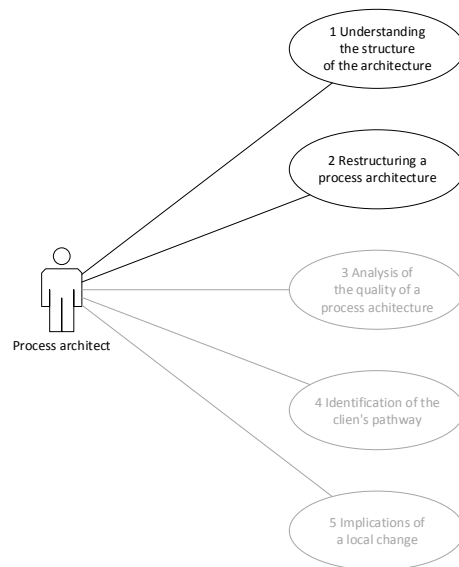 1 Understanding
the structure
of the architecture
2 Restructuring a
process architecture
3 Analysis of
the quality of a
process achitecture
Process architect
4 Identification of the
clien's pathway
5 Implications of
a local change